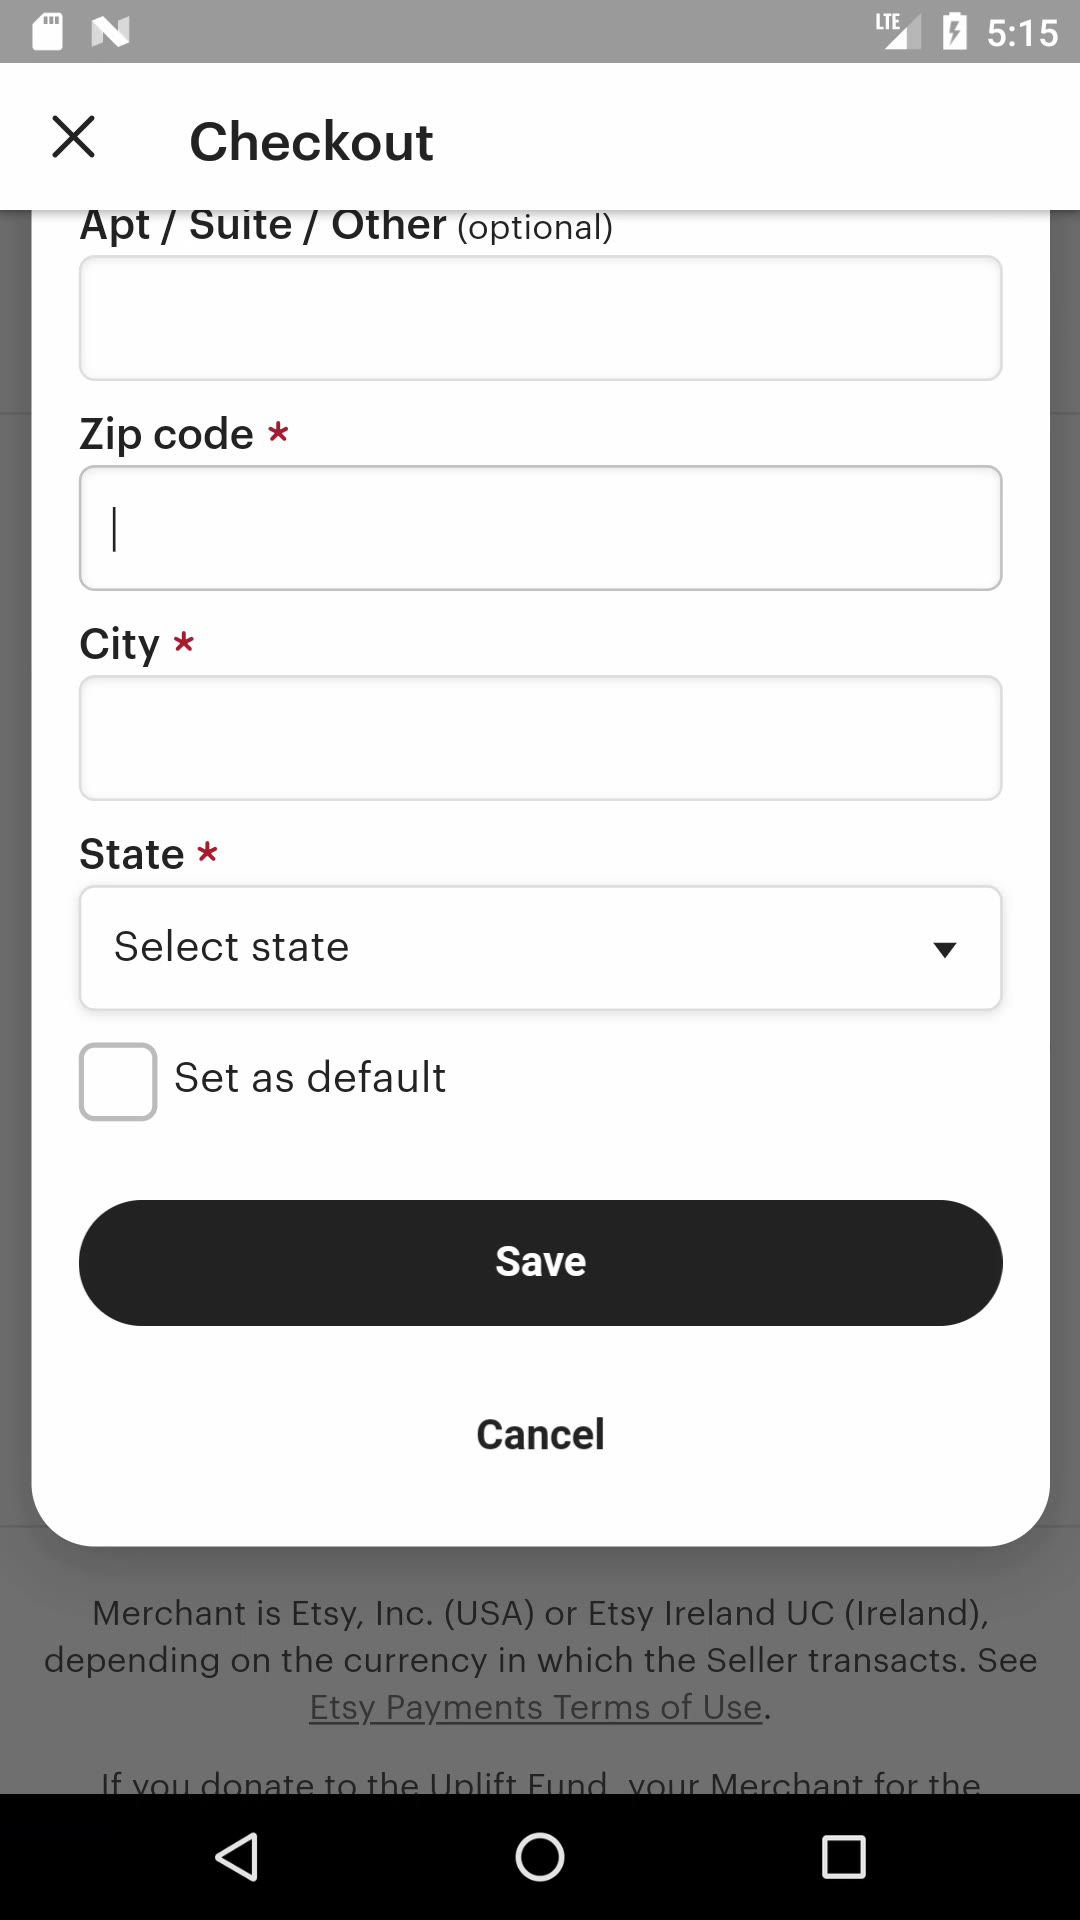 LTE 5:15
Checkout
Apt / Suite / Other (optional)
Zip code *
City *
State *
Select state
Set as default
Save
Cancel
Merchant is Etsy, Inc. (USA) or Etsy Ireland UC (Ireland),
depending on the currency in which the Seller transacts. See
Etsy Payments Terms of Use.
If you donate to the Uplift Fund, your Merchant for the